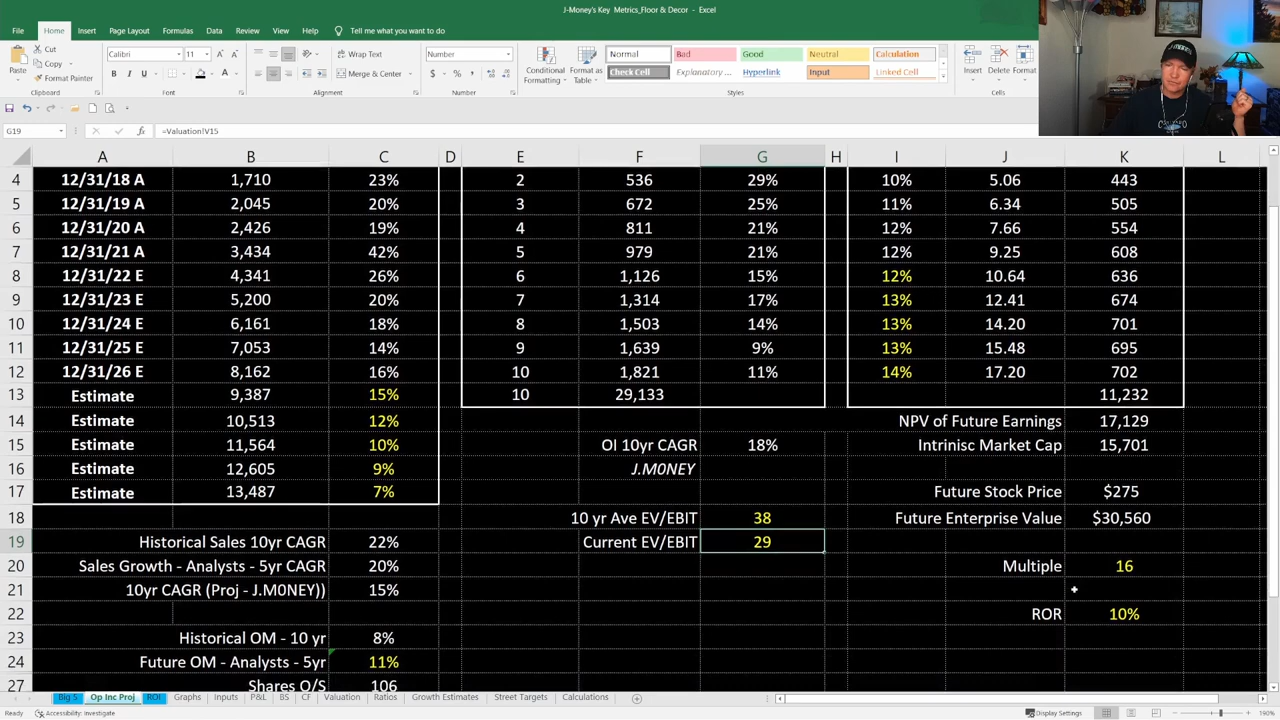 J-Money's Key Metrics_Floor & Decor - Excel
File Home Insert Page Layout Formulas Data Review View Help Tell me what you want to do
Paste Cut Copy Format Painter Clipboard
Calibri 11 Font
Wrap Text Merge & Center Alignment
Number Number
Conditional Formatting Format as Table
Normal Bad Good Neutral Calculation
Check Cell Explanatory ... Hyperlink Input Linked Cell
Styles
Insert Delete Format Cells
G19 =Valuation!V15
A B C D E F G H I J K L
4 12/31/18 A 1,710 23% 2 536 29% 10% 5.06 443
5 12/31/19 A 2,045 20% 3 672 25% 11% 6.34 505
6 12/31/20 A 2,426 19% 4 811 21% 12% 7.66 554
7 12/31/21 A 3,434 42% 5 979 21% 12% 9.25 608
8 12/31/22 E 4,341 26% 6 1,126 15% 12% 10.64 636
9 12/31/23 E 5,200 20% 7 1,314 17% 13% 12.41 674
10 12/31/24 E 6,161 18% 8 1,503 14% 13% 14.20 701
11 12/31/25 E 7,053 14% 9 1,639 9% 13% 15.48 695
12 12/31/26 E 8,162 16% 10 1,821 11% 14% 17.20 702
13 Estimate 9,387 15% 10 29,133 11,232
14 Estimate 10,513 12% NPV of Future Earnings 17,129
15 Estimate 11,564 10% OI 10yr CAGR 18% Intrinisc Market Cap 15,701
16 Estimate 12,605 9% J.M0NEY
17 Estimate 13,487 7% Future Stock Price $275
18 10 yr Ave EV/EBIT 38 Future Enterprise Value $30,560
19 Historical Sales 10yr CAGR 22% Current EV/EBIT 29
20 Sales Growth - Analysts - 5yr CAGR 20% Multiple 16
21 10yr CAGR (Proj - J.M0NEY)) 15%
22 ROR 10%
23 Historical OM - 10 yr 8%
24 Future OM - Analysts - 5yr 11%
27 Shares O/S 106
Big 5 Op Inc Proj ROI Graphs Inputs P&L BS CF Valuation Ratios Growth Estimates Street Targets Calculations
Ready Accessibility: Investigate Display Settings 190%